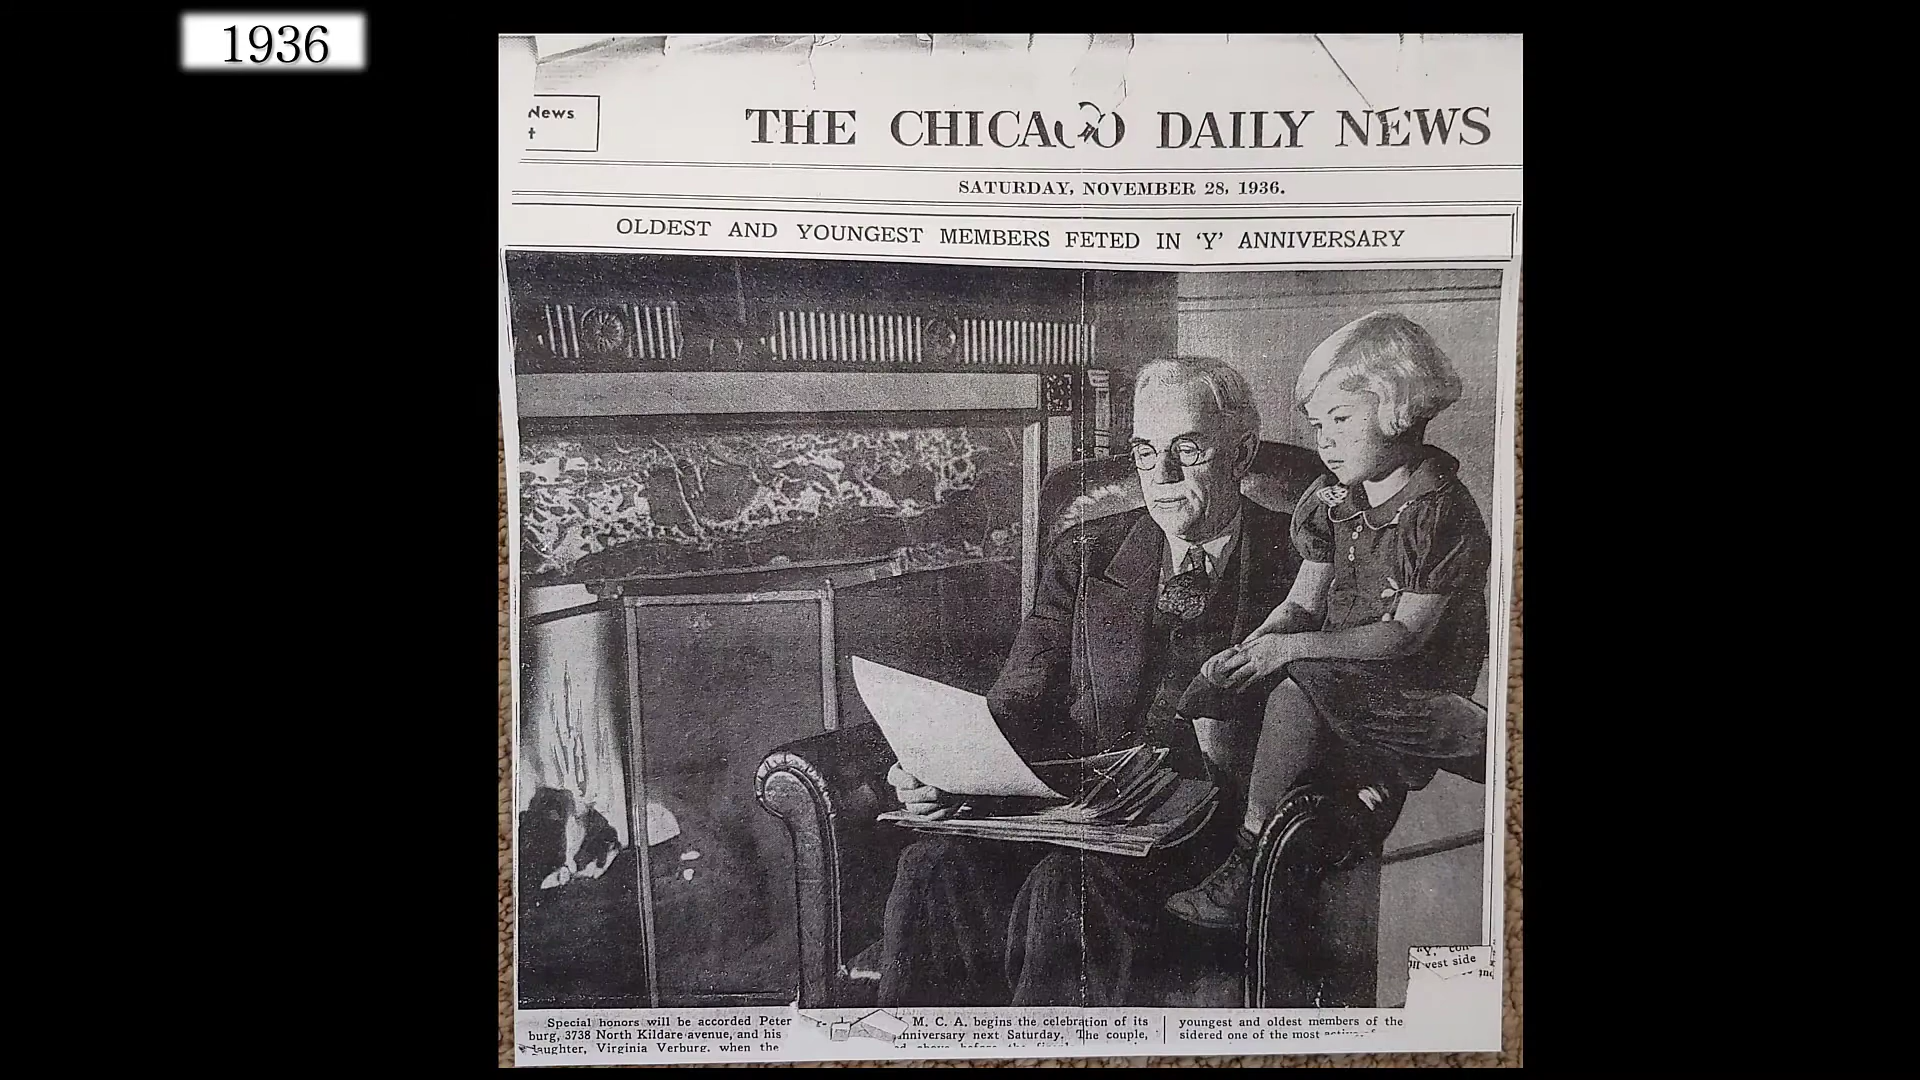 1936
News
t
THE CHICAGO DAILY NEWS
SATURDAY, NOVEMBER 28, 1936.
OLDEST AND YOUNGEST MEMBERS FETED IN ‘Y’ ANNIVERSARY
"Y,"
vest side
Special honors will be accorded Peter
burg, 3738 North Kildare avenue, and his
daughter, Virginia Verburg, when the
M. C. A. begins the celebration of its
anniversary next Saturday. The couple,
youngest and oldest members of the
sidered one of the most